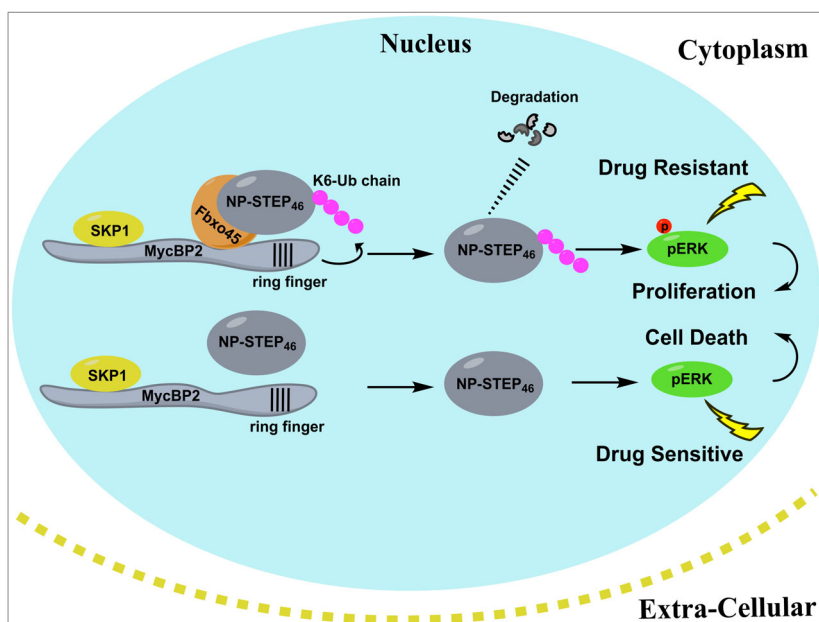 Nucleus
Cytoplasm
Degradation
Drug Resistant
K6-Ub chain
NP-STEP46
Fbxo45
SKP1
MycBP2
ring finger
NP-STEP46
p
pERK
Proliferation
Cell Death
NP-STEP46
SKP1
MycBP2
ring finger
NP-STEP46
pERK
Drug Sensitive
Extra-Cellular